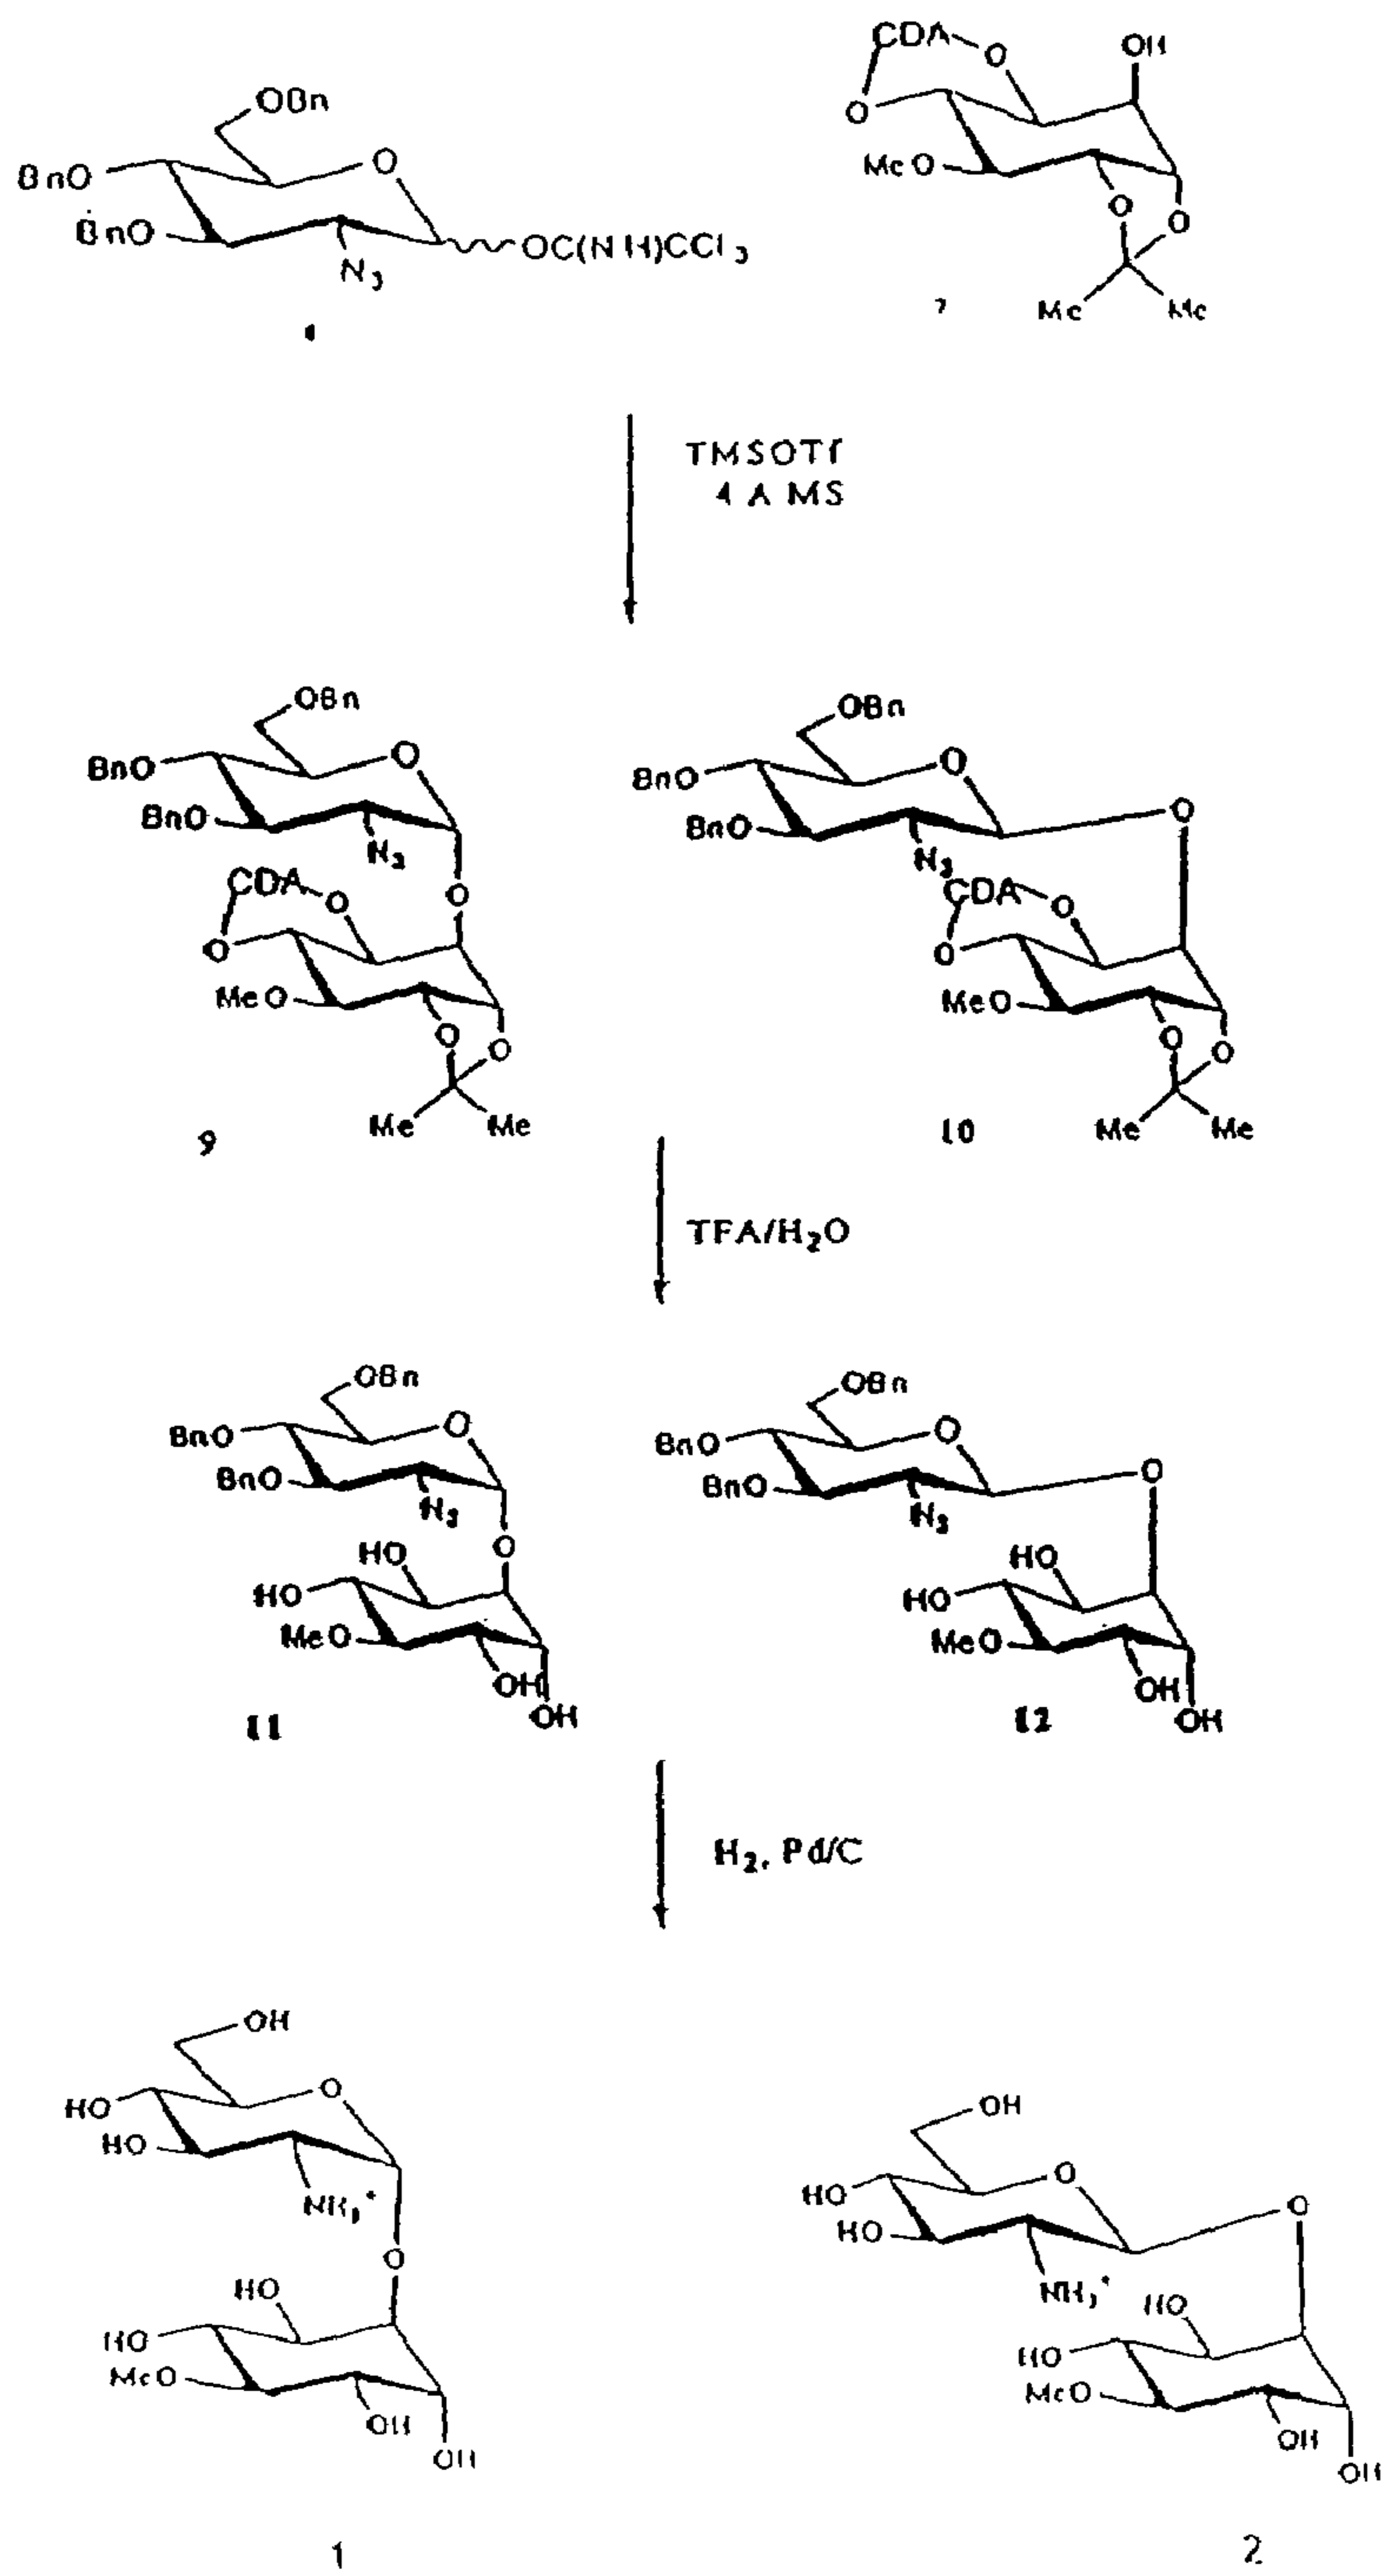 CDA O OH
OBn
O
BnO O
BnO
MeO
OC(NH)CCl3
N3
O O
Me Me
7
TMSOTf
4 A MS
OBn OBn
BnO O BnO O
O
BnO BnO
N3 N3
CDA O O CDA O
O O
MeO MeO
O O O O
Me Me Me Me
9 10
TFA/H2O
OBn OBn
BnO O BnO O
O
BnO BnO
N3 N3
HO O HO
HO HO
MeO MeO
OH OH
OH OH
11 12
H2, Pd/C
OH
O OH
HO
HO O
HO O
NH3+ HO
O NH3+
HO HO
HO HO
MeO MeO
OH OH
OH OH
1 2